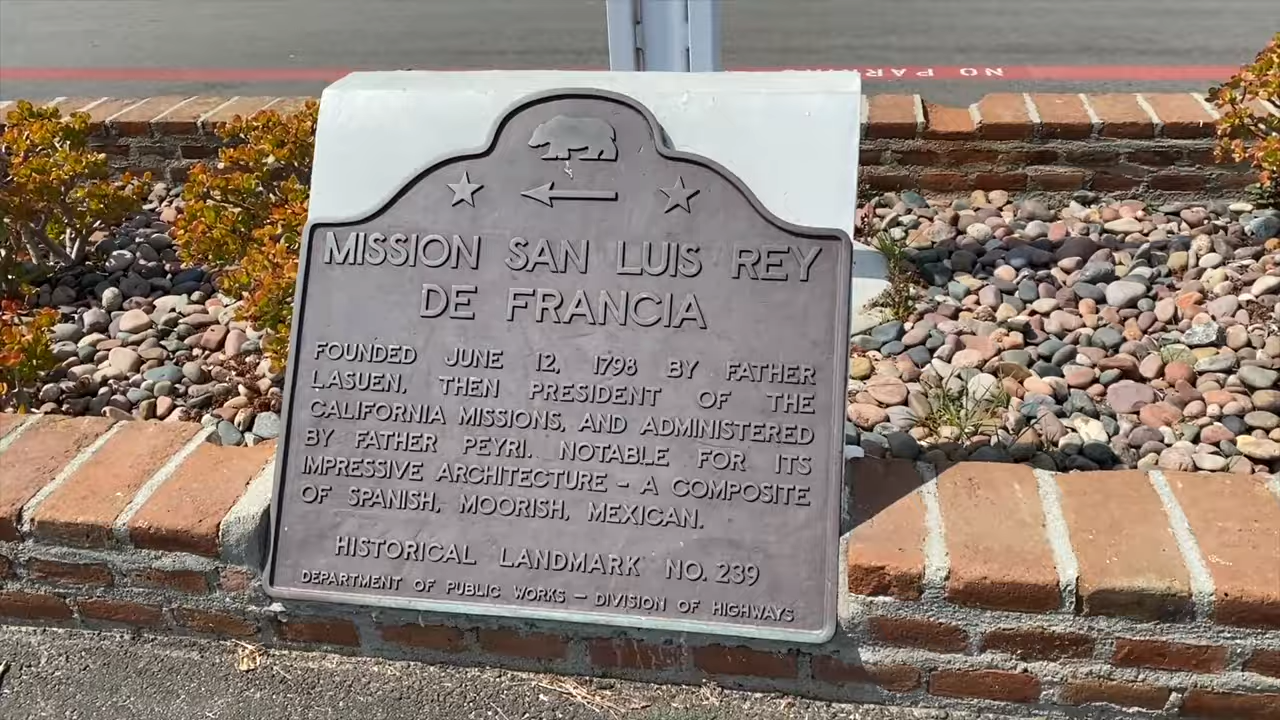 NO PARKING
MISSION SAN LUIS REY
DE FRANCIA
FOUNDED JUNE 12, 1798 BY FATHER
LASUEN, THEN PRESIDENT OF THE
CALIFORNIA MISSIONS, AND ADMINISTERED
BY FATHER PEYRI. NOTABLE FOR ITS
IMPRESSIVE ARCHITECTURE - A COMPOSITE
OF SPANISH, MOORISH, MEXICAN.
HISTORICAL LANDMARK NO. 239
DEPARTMENT OF PUBLIC WORKS - DIVISION OF HIGHWAYS